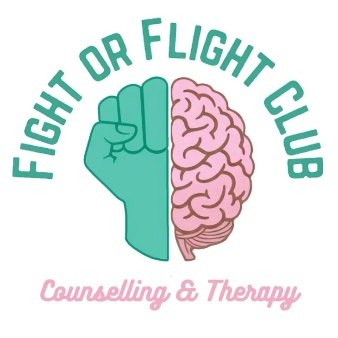 FIGHT OR FLIGHT CLUB
Counselling & Therapy